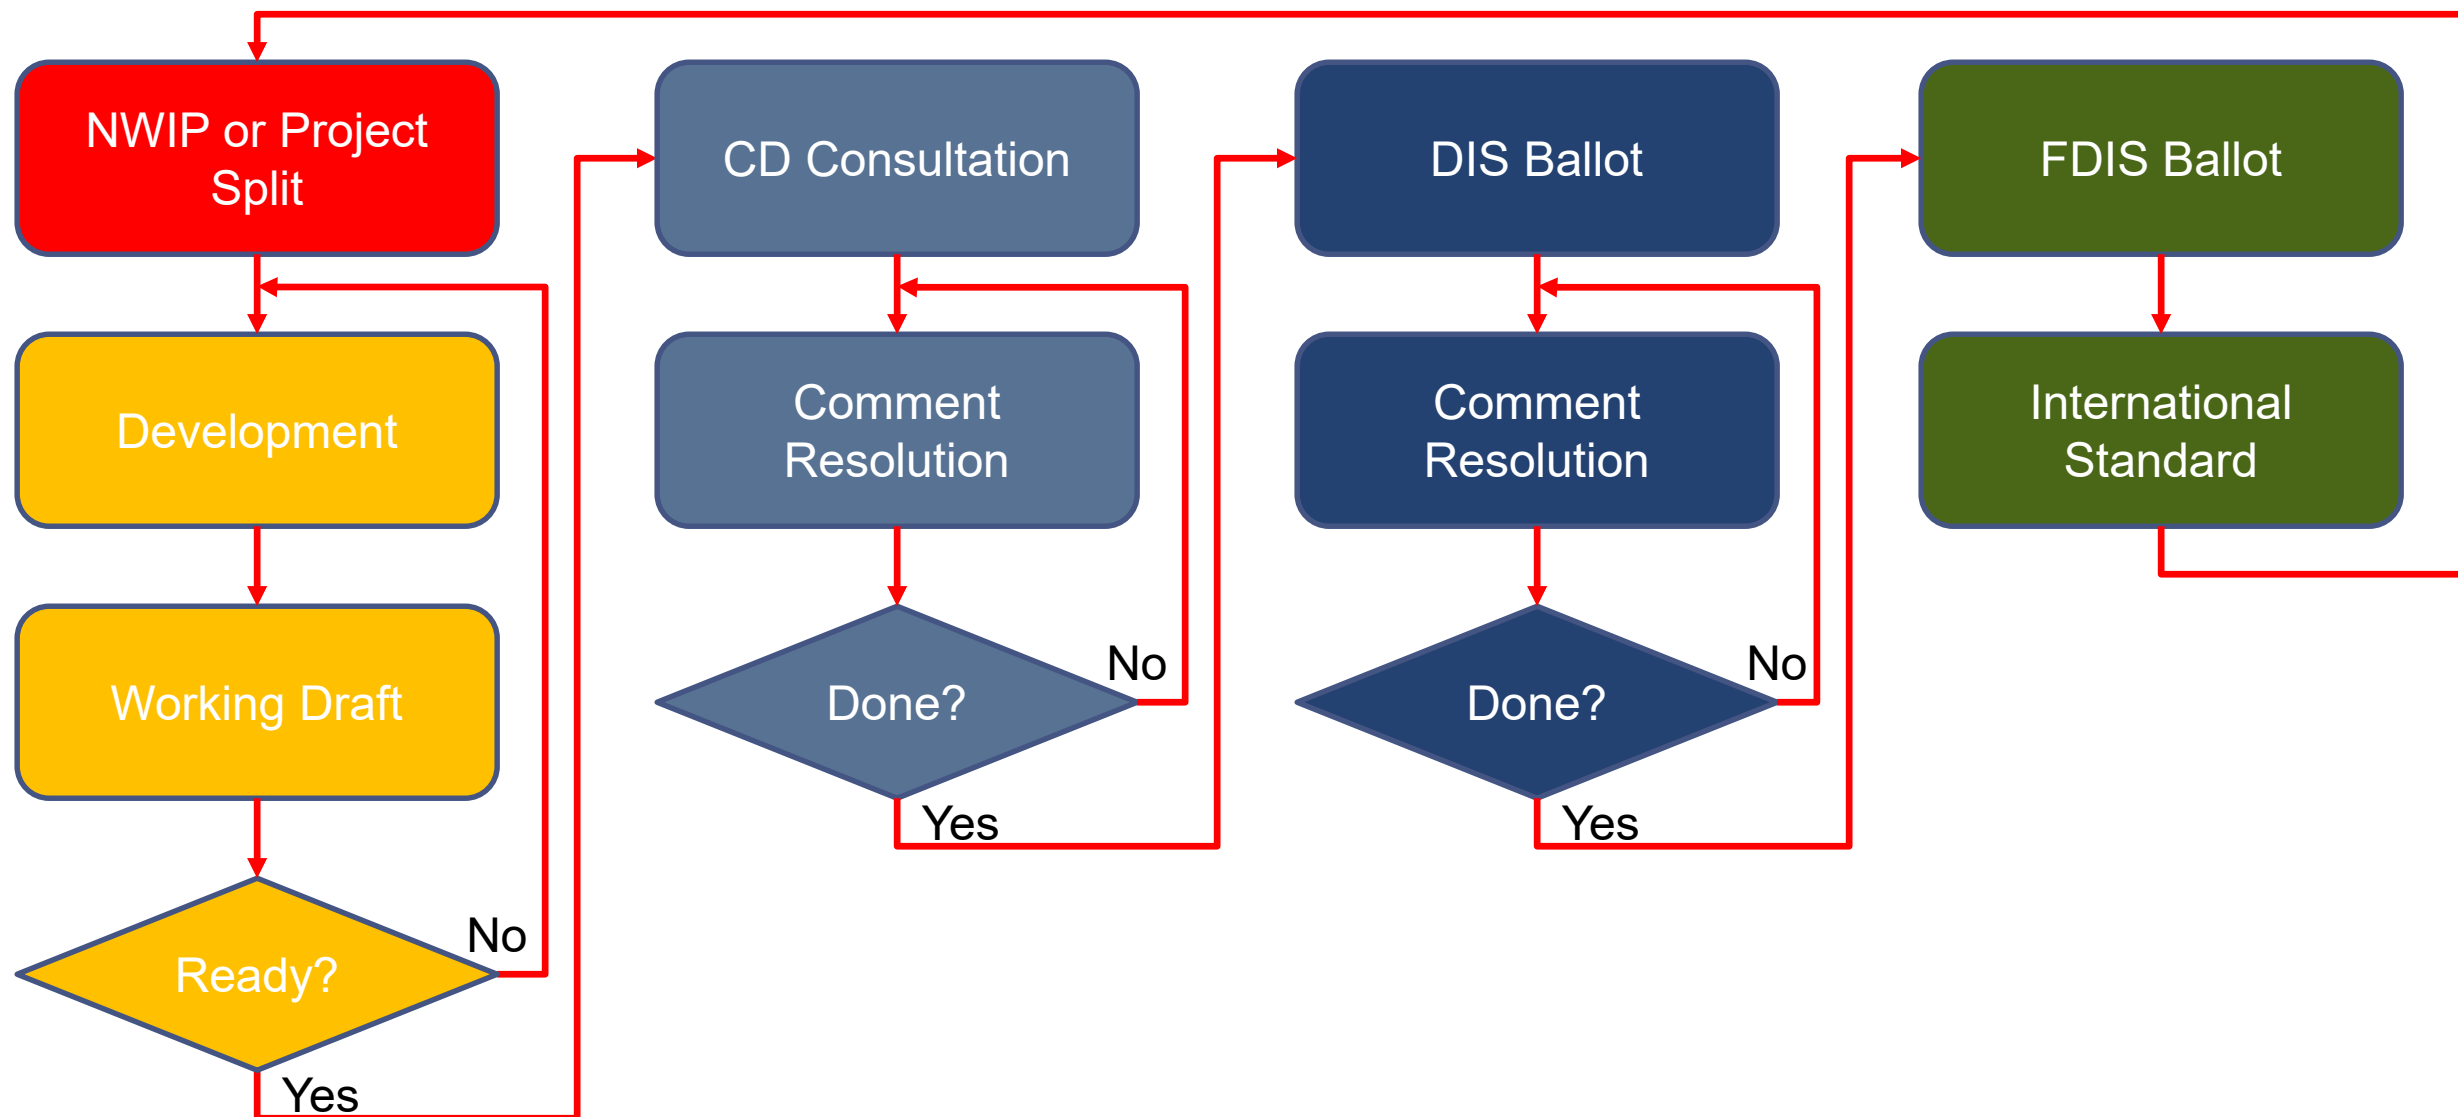 NWIP or Project
Split
Development
Working Draft
Ready?
No
Yes
CD Consultation
Comment
Resolution
Done?
No
Yes
DIS Ballot
Comment
Resolution
Done?
No
Yes
FDIS Ballot
International
Standard